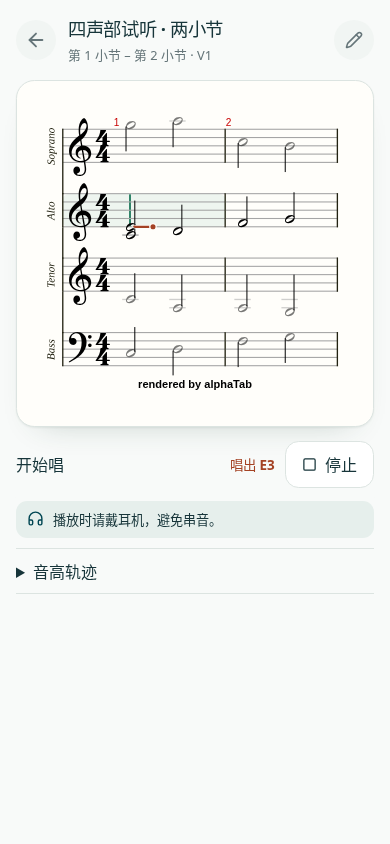 四声部试听 · 两小节
第 1 小节 – 第 2 小节 · V1
1
2
Soprano
Alto
Tenor
Bass
rendered by alphaTab
开始唱
唱出 E3
停止
播放时请戴耳机，避免串音。
音高轨迹